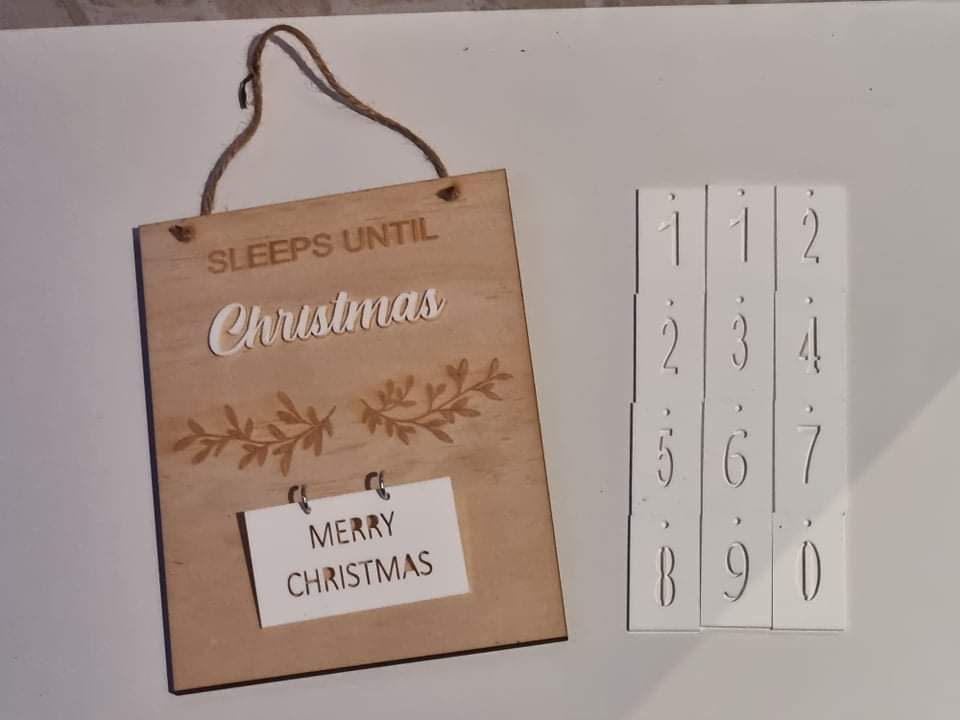 SLEEPS UNTIL
Christmas
MERRY
CHRISTMAS
1 1 2
2 3 4
5 6 7
8 9 0